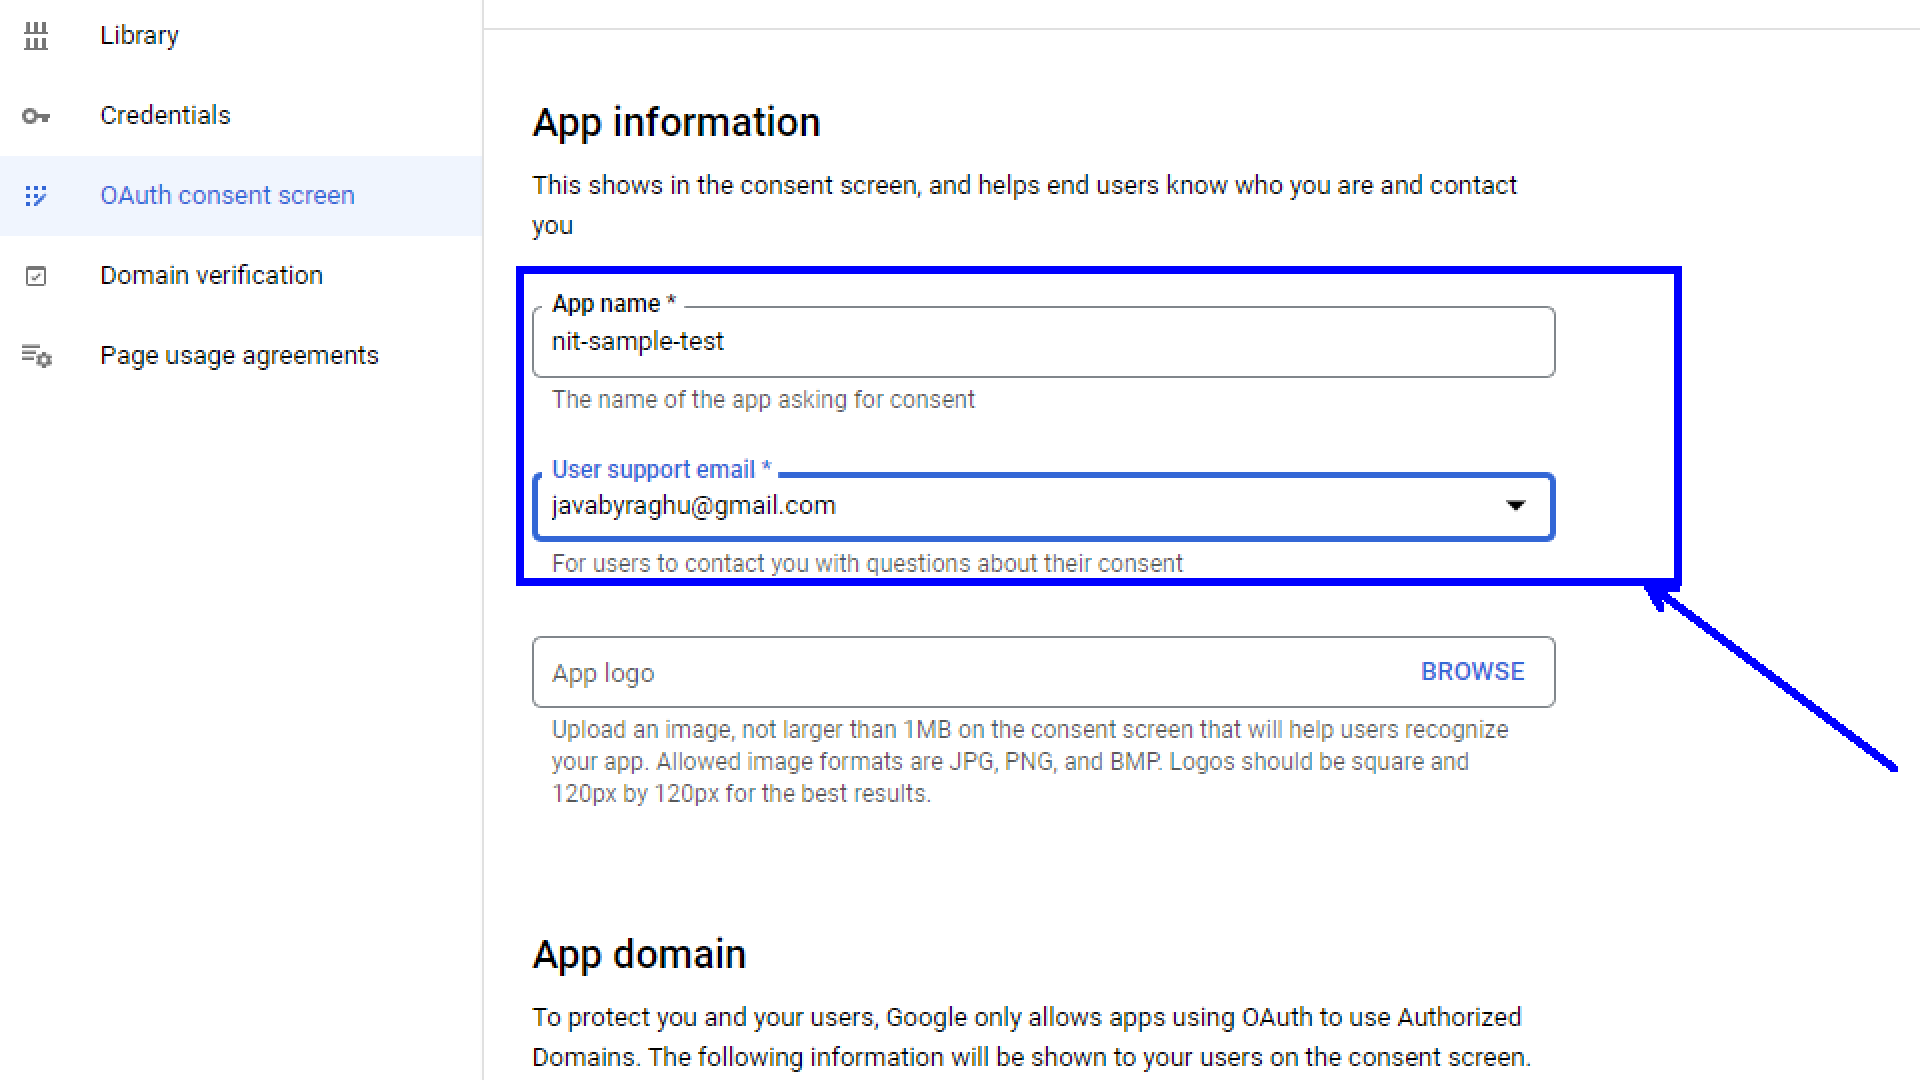 Library
Credentials
OAuth consent screen
Domain verification
Page usage agreements
App information
This shows in the consent screen, and helps end users know who you are and contact
you
App name *
nit-sample-test
The name of the app asking for consent
User support email *
javabyraghu@gmail.com
For users to contact you with questions about their consent
App logo
BROWSE
Upload an image, not larger than 1MB on the consent screen that will help users recognize
your app. Allowed image formats are JPG, PNG, and BMP. Logos should be square and
120px by 120px for the best results.
App domain
To protect you and your users, Google only allows apps using OAuth to use Authorized
Domains. The following information will be shown to your users on the consent screen.